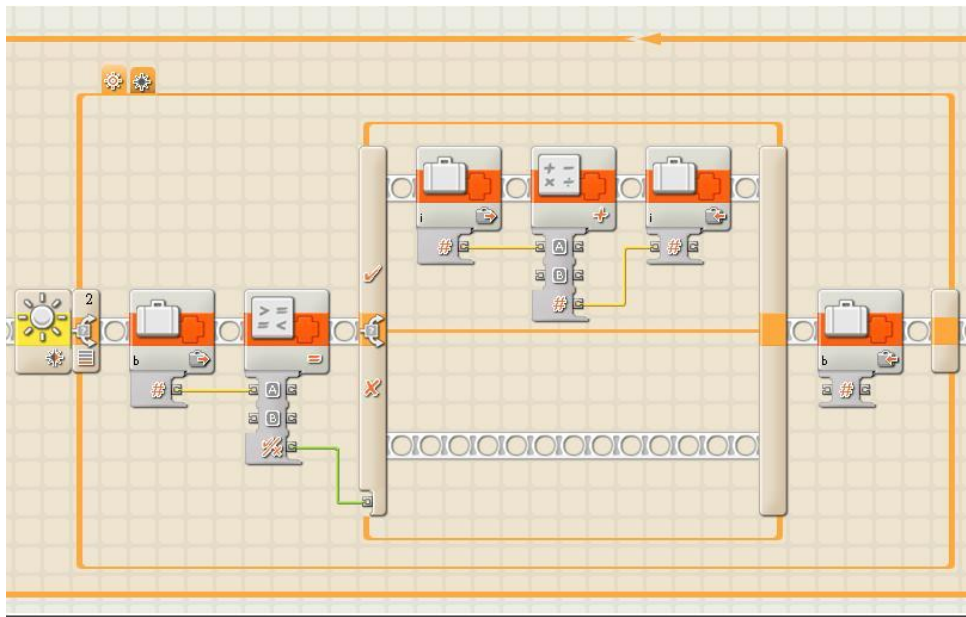 2
i
+ −
× ÷
+
i
#
A
B
#
#
b
#
> =
= <
=
A
B
b
#